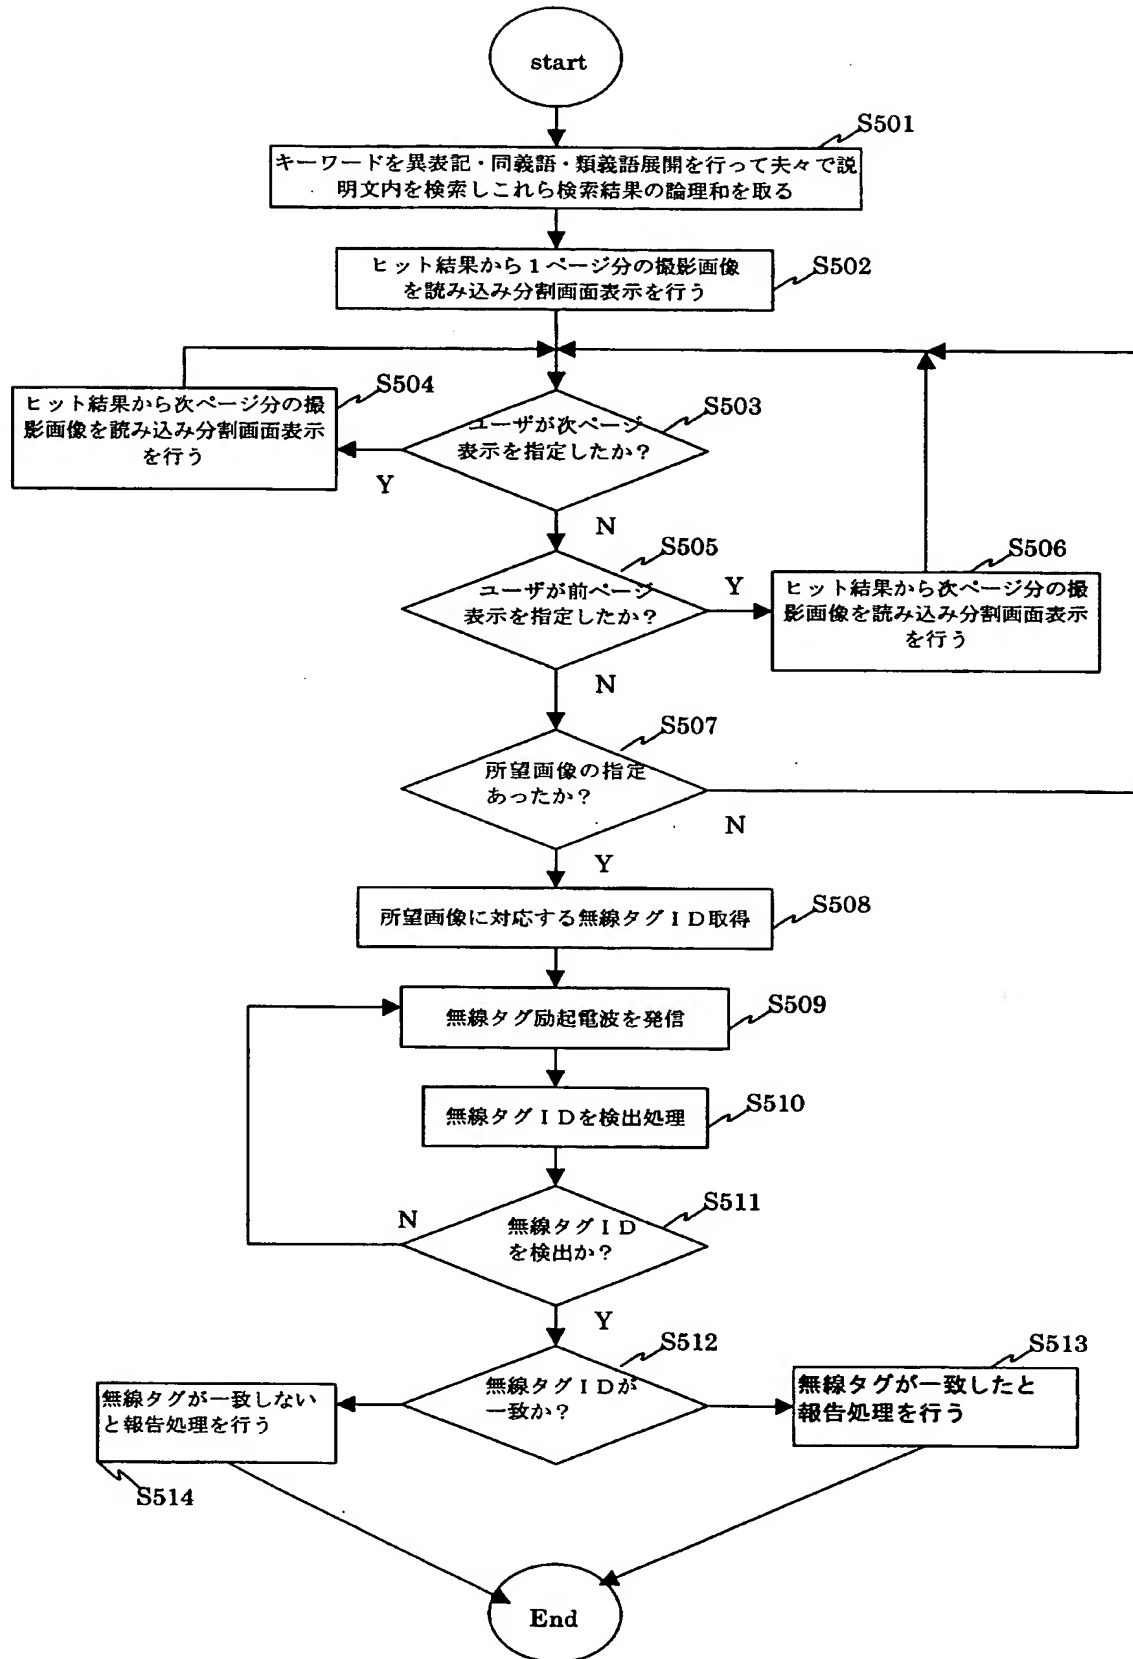 start
S501
キーワードを異表記・同義語・類義語展開を行って夫々で説
明文内を検索しこれら検索結果の論理和を取る
ヒット結果から１ページ分の撮影画像
を読み込み分割画面表示を行う
S502
S504
ヒット結果から次ページ分の撮
影画像を読み込み分割画面表示
を行う
S503
ユーザが次ページ
表示を指定したか？
Y
N
S505
ユーザが前ページ
表示を指定したか？
Y
N
S506
ヒット結果から次ページ分の撮
影画像を読み込み分割画面表示
を行う
S507
所望画像の指定
あったか？
N
Y
所望画像に対応する無線タグＩＤ取得
S508
無線タグ励起電波を発信
S509
無線タグＩＤを検出処理
S510
S511
N
無線タグＩＤ
を検出か？
Y
S512
無線タグＩＤが
一致か？
S513
無線タグが一致したと
報告処理を行う
無線タグが一致しない
と報告処理を行う
S514
End